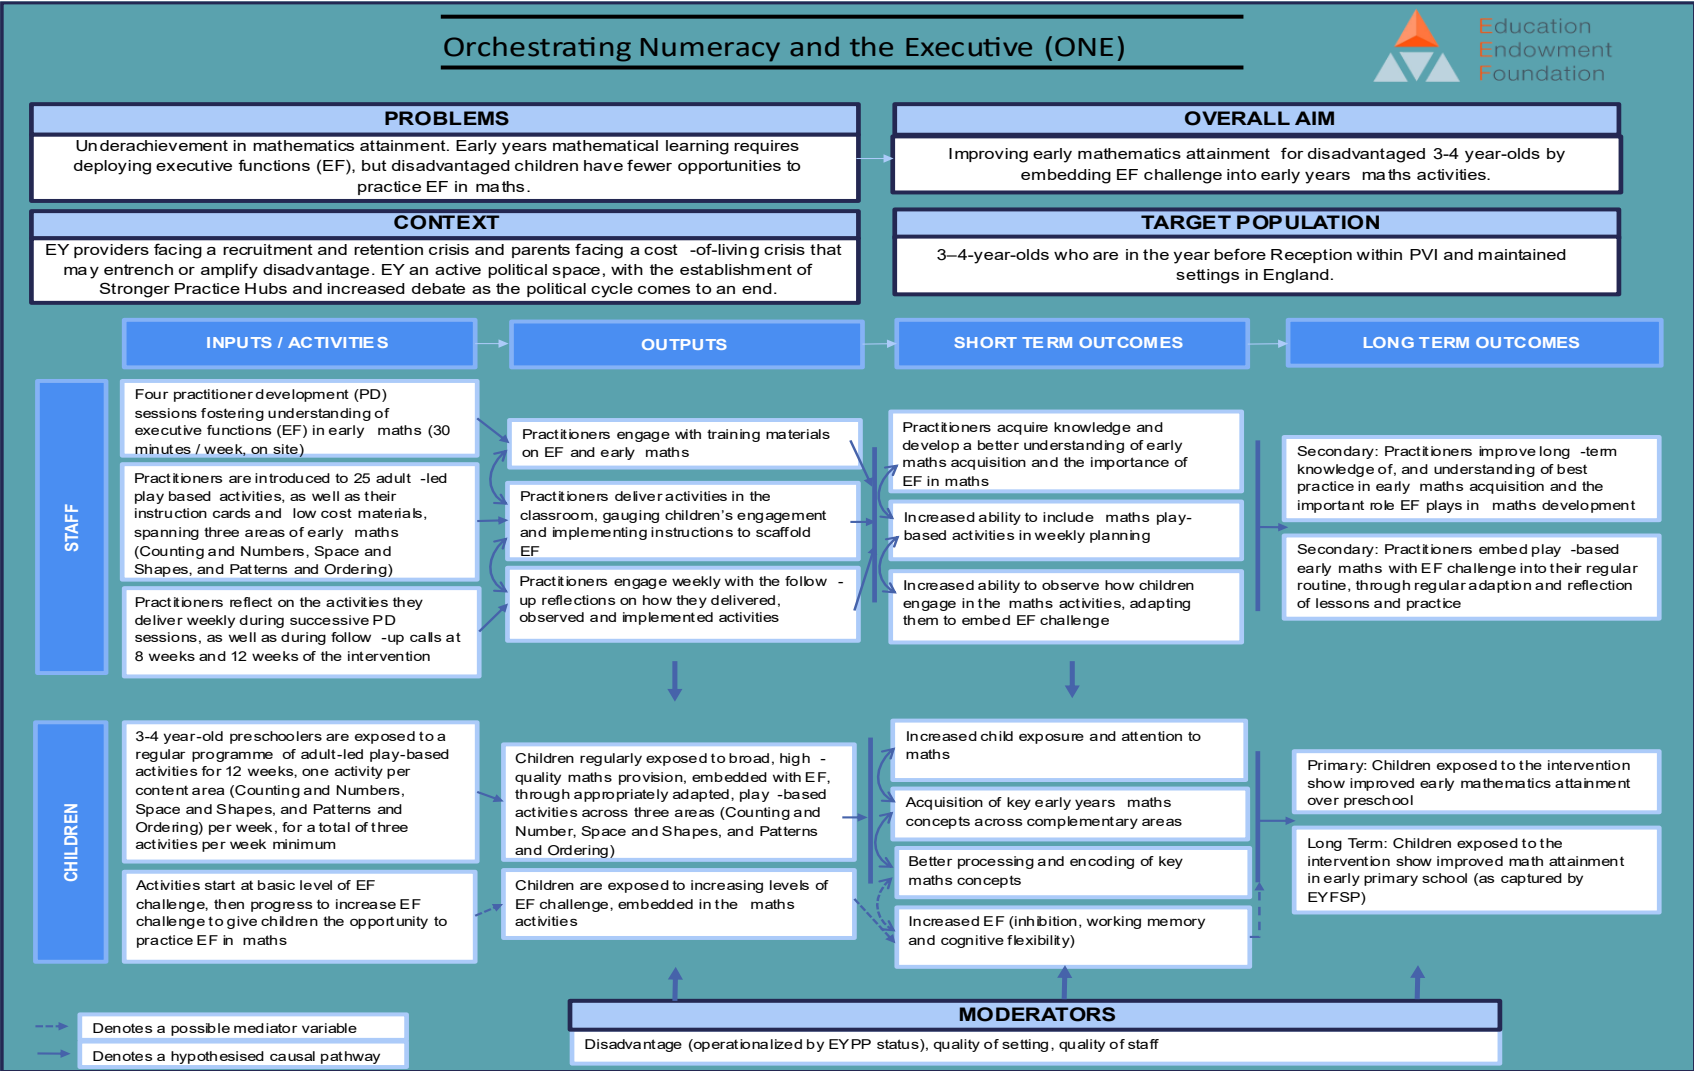 Orchestrating Numeracy and the Executive (ONE)
Education
Endowment
Foundation
PROBLEMS
Underachievement in mathematics attainment. Early years mathematical learning requires
deploying executive functions (EF), but disadvantaged children have fewer opportunities to
practice EF in maths.
OVERALL AIM
Improving early mathematics attainment for disadvantaged 3-4 year-olds by
embedding EF challenge into early years maths activities.
CONTEXT
EY providers facing a recruitment and retention crisis and parents facing a cost -of-living crisis that
may entrench or amplify disadvantage. EY an active political space, with the establishment of
Stronger Practice Hubs and increased debate as the political cycle comes to an end.
TARGET POPULATION
3–4-year-olds who are in the year before Reception within PVI and maintained
settings in England.
INPUTS / ACTIVITIES
OUTPUTS
SHORT TERM OUTCOMES
LONG TERM OUTCOMES
STAFF
Four practitioner development (PD)
sessions fostering understanding of
executive functions (EF) in early maths (30
minutes / week, on site)
Practitioners are introduced to 25 adult -led
play based activities, as well as their
instruction cards and low cost materials,
spanning three areas of early maths
(Counting and Numbers, Space and
Shapes, and Patterns and Ordering)
Practitioners reflect on the activities they
deliver weekly during successive PD
sessions, as well as during follow -up calls at
8 weeks and 12 weeks of the intervention
Practitioners engage with training materials
on EF and early maths
Practitioners deliver activities in the
classroom, gauging children's engagement
and implementing instructions to scaffold
EF
Practitioners engage weekly with the follow -
up reflections on how they delivered,
observed and implemented activities
Practitioners acquire knowledge and
develop a better understanding of early
maths acquisition and the importance of
EF in maths
Increased ability to include maths play-
based activities in weekly planning
Increased ability to observe how children
engage in the maths activities, adapting
them to embed EF challenge
Secondary: Practitioners improve long -term
knowledge of, and understanding of best
practice in early maths acquisition and the
important role EF plays in maths development
Secondary: Practitioners embed play -based
early maths with EF challenge into their regular
routine, through regular adaption and reflection
of lessons and practice
CHILDREN
3-4 year-old preschoolers are exposed to a
regular programme of adult-led play-based
activities for 12 weeks, one activity per
content area (Counting and Numbers,
Space and Shapes, and Patterns and
Ordering) per week, for a total of three
activities per week minimum
Activities start at basic level of EF
challenge, then progress to increase EF
challenge to give children the opportunity to
practice EF in maths
Children regularly exposed to broad, high -
quality maths provision, embedded with EF,
through appropriately adapted, play -based
activities across three areas (Counting and
Number, Space and Shapes, and Patterns
and Ordering)
Children are exposed to increasing levels of
EF challenge, embedded in the maths
activities
Increased child exposure and attention to
maths
Acquisition of key early years maths
concepts across complementary areas
Better processing and encoding of key
maths concepts
Increased EF (inhibition, working memory
and cognitive flexibility)
Primary: Children exposed to the intervention
show improved early mathematics attainment
over preschool
Long Term: Children exposed to the
intervention show improved math attainment
in early primary school (as captured by
EYFSP)
MODERATORS
Disadvantage (operationalized by EYPP status), quality of setting, quality of staff
Denotes a possible mediator variable
Denotes a hypothesised causal pathway